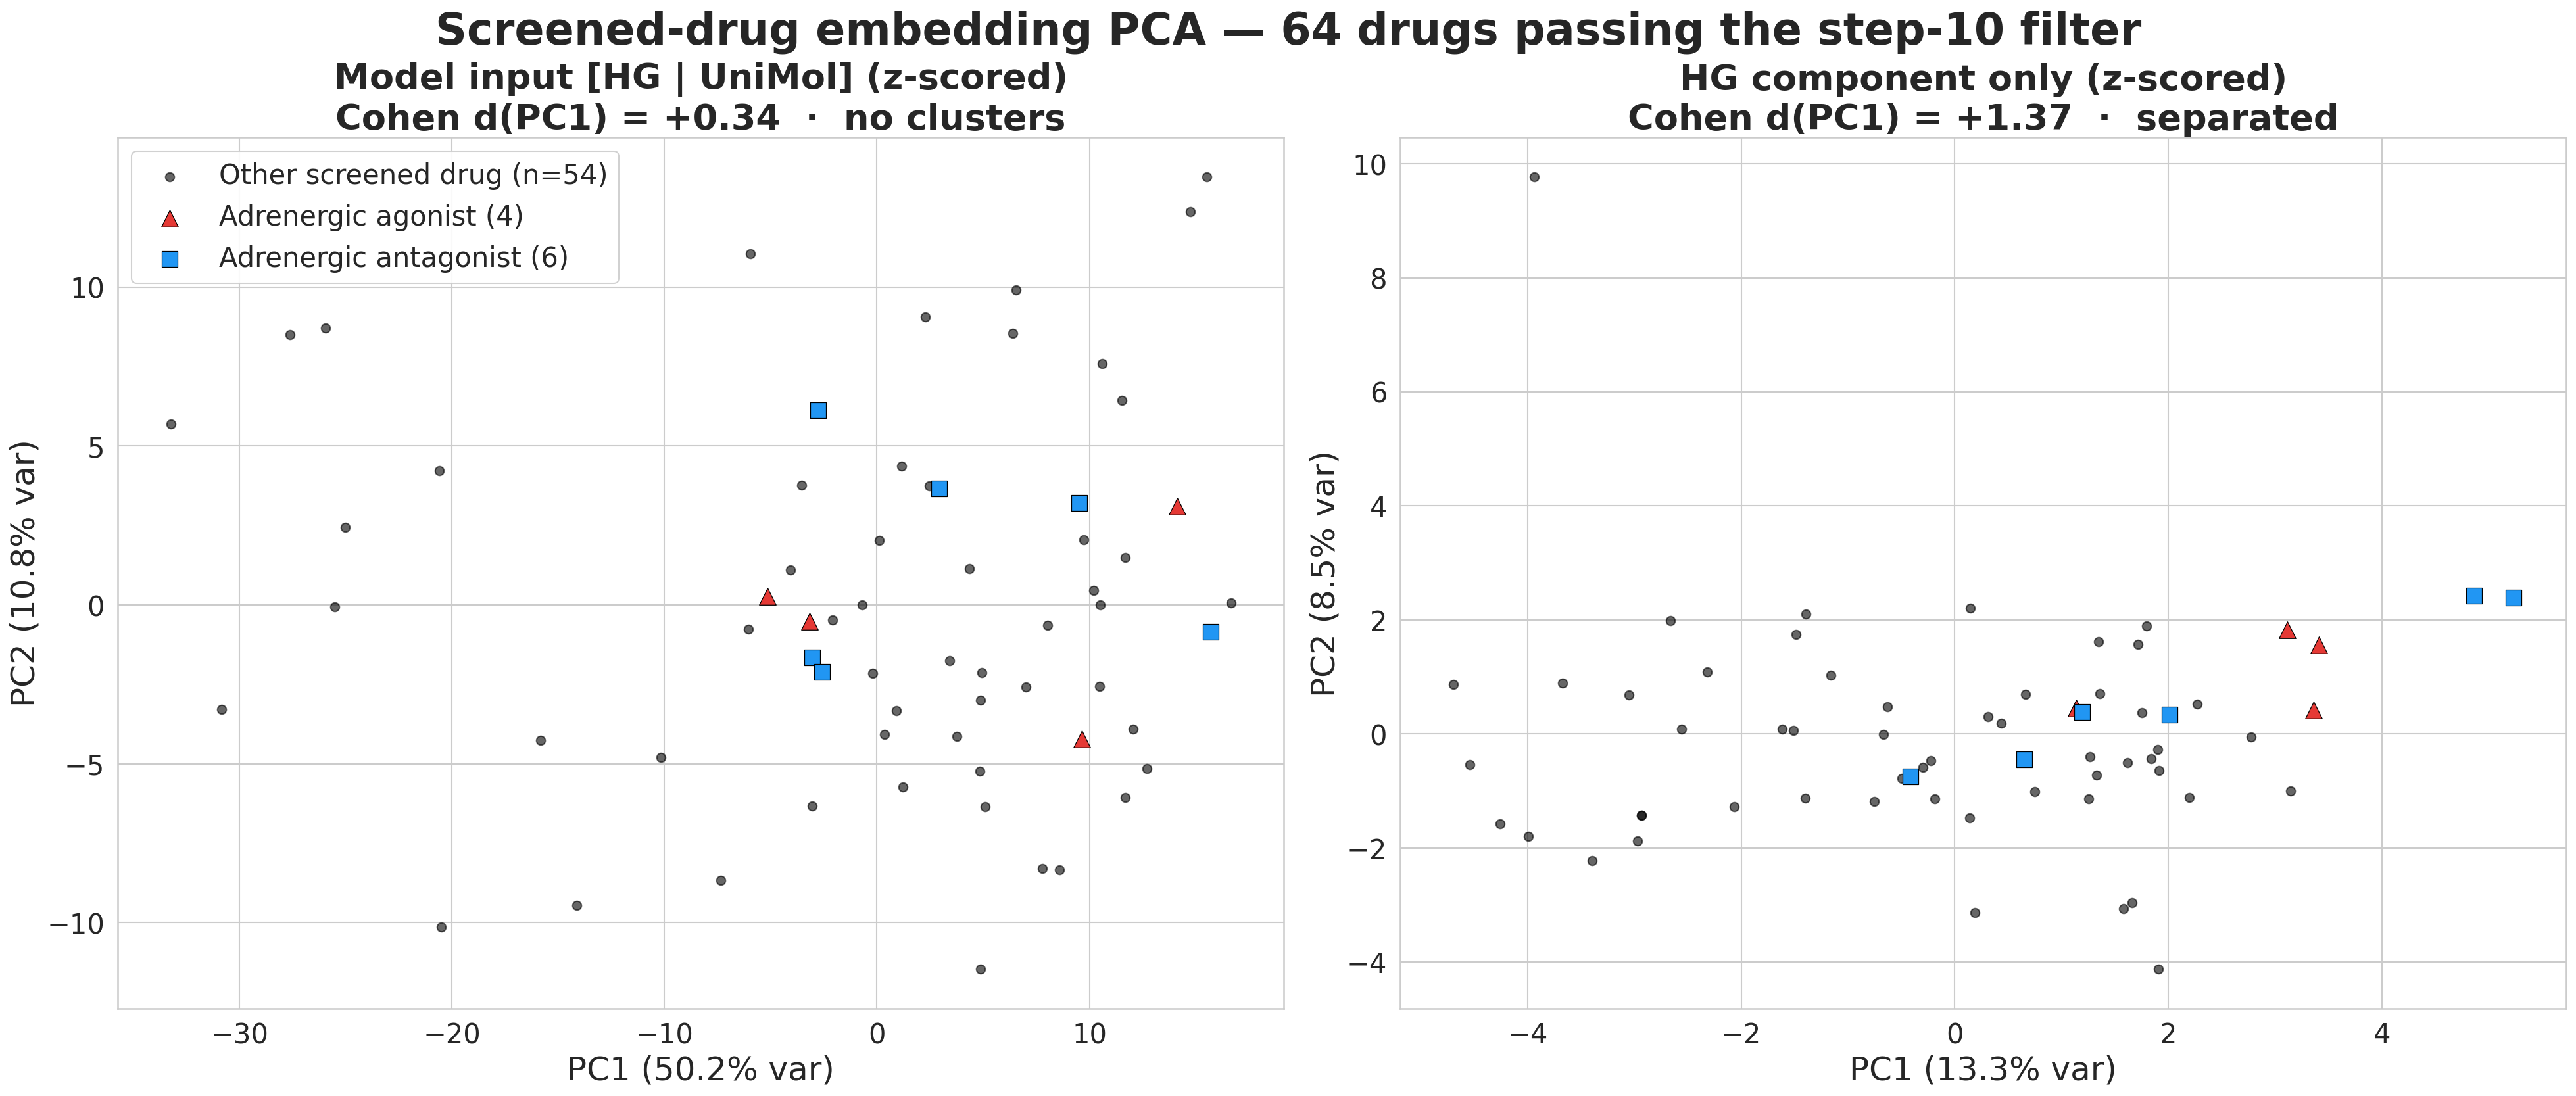 Screened-drug embedding PCA — 64 drugs passing the step-10 filter
Model input [HG | UniMol] (z-scored)
Cohen d(PC1) = +0.34 · no clusters
Other screened drug (n=54)
Adrenergic agonist (4)
Adrenergic antagonist (6)
10
5
0
−5
−10
PC2 (10.8% var)
−30
−20
−10
0
10
PC1 (50.2% var)
HG component only (z-scored)
Cohen d(PC1) = +1.37 · separated
10
8
6
4
2
0
−2
−4
PC2 (8.5% var)
−4
−2
0
2
4
PC1 (13.3% var)